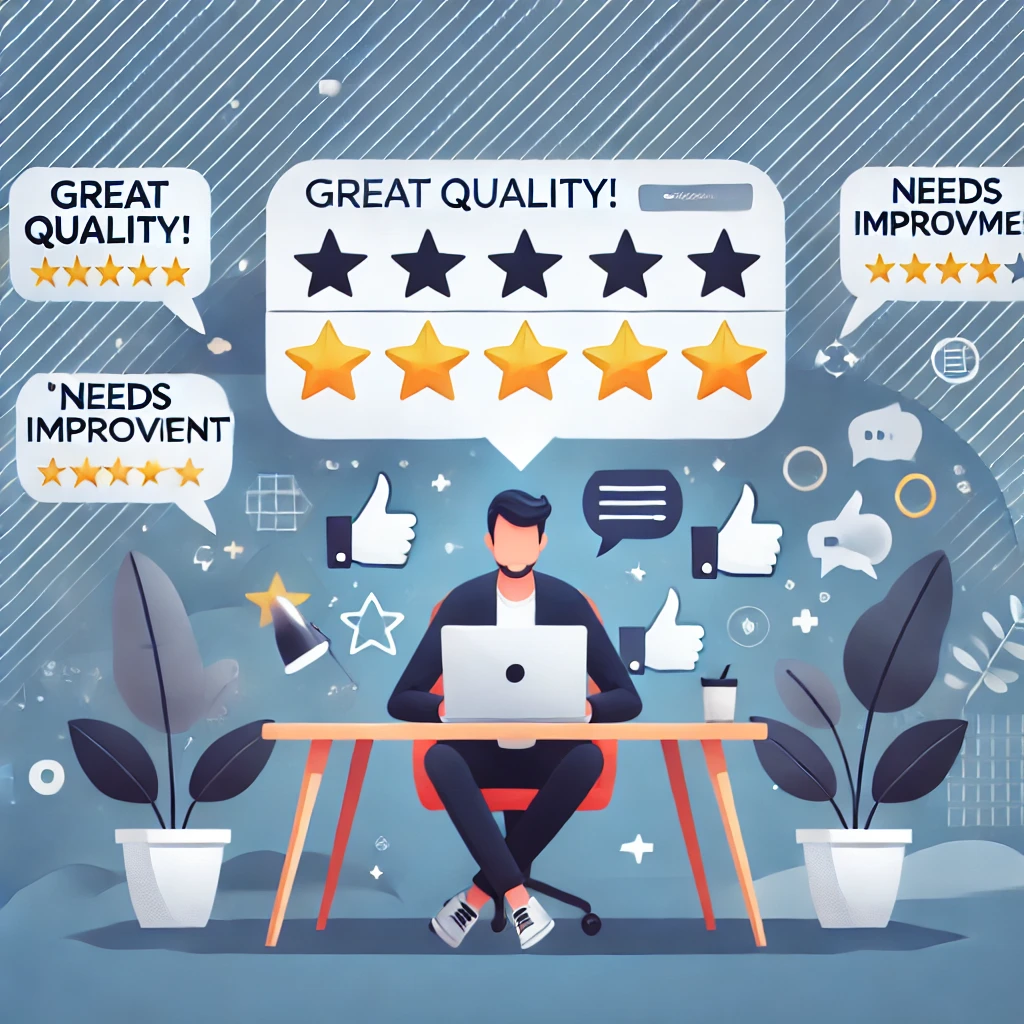 GREAT
QUALITY!
GREAT QUALITY!
NEEDS
IMPROVME
'NEEDS
IMPROVIENT